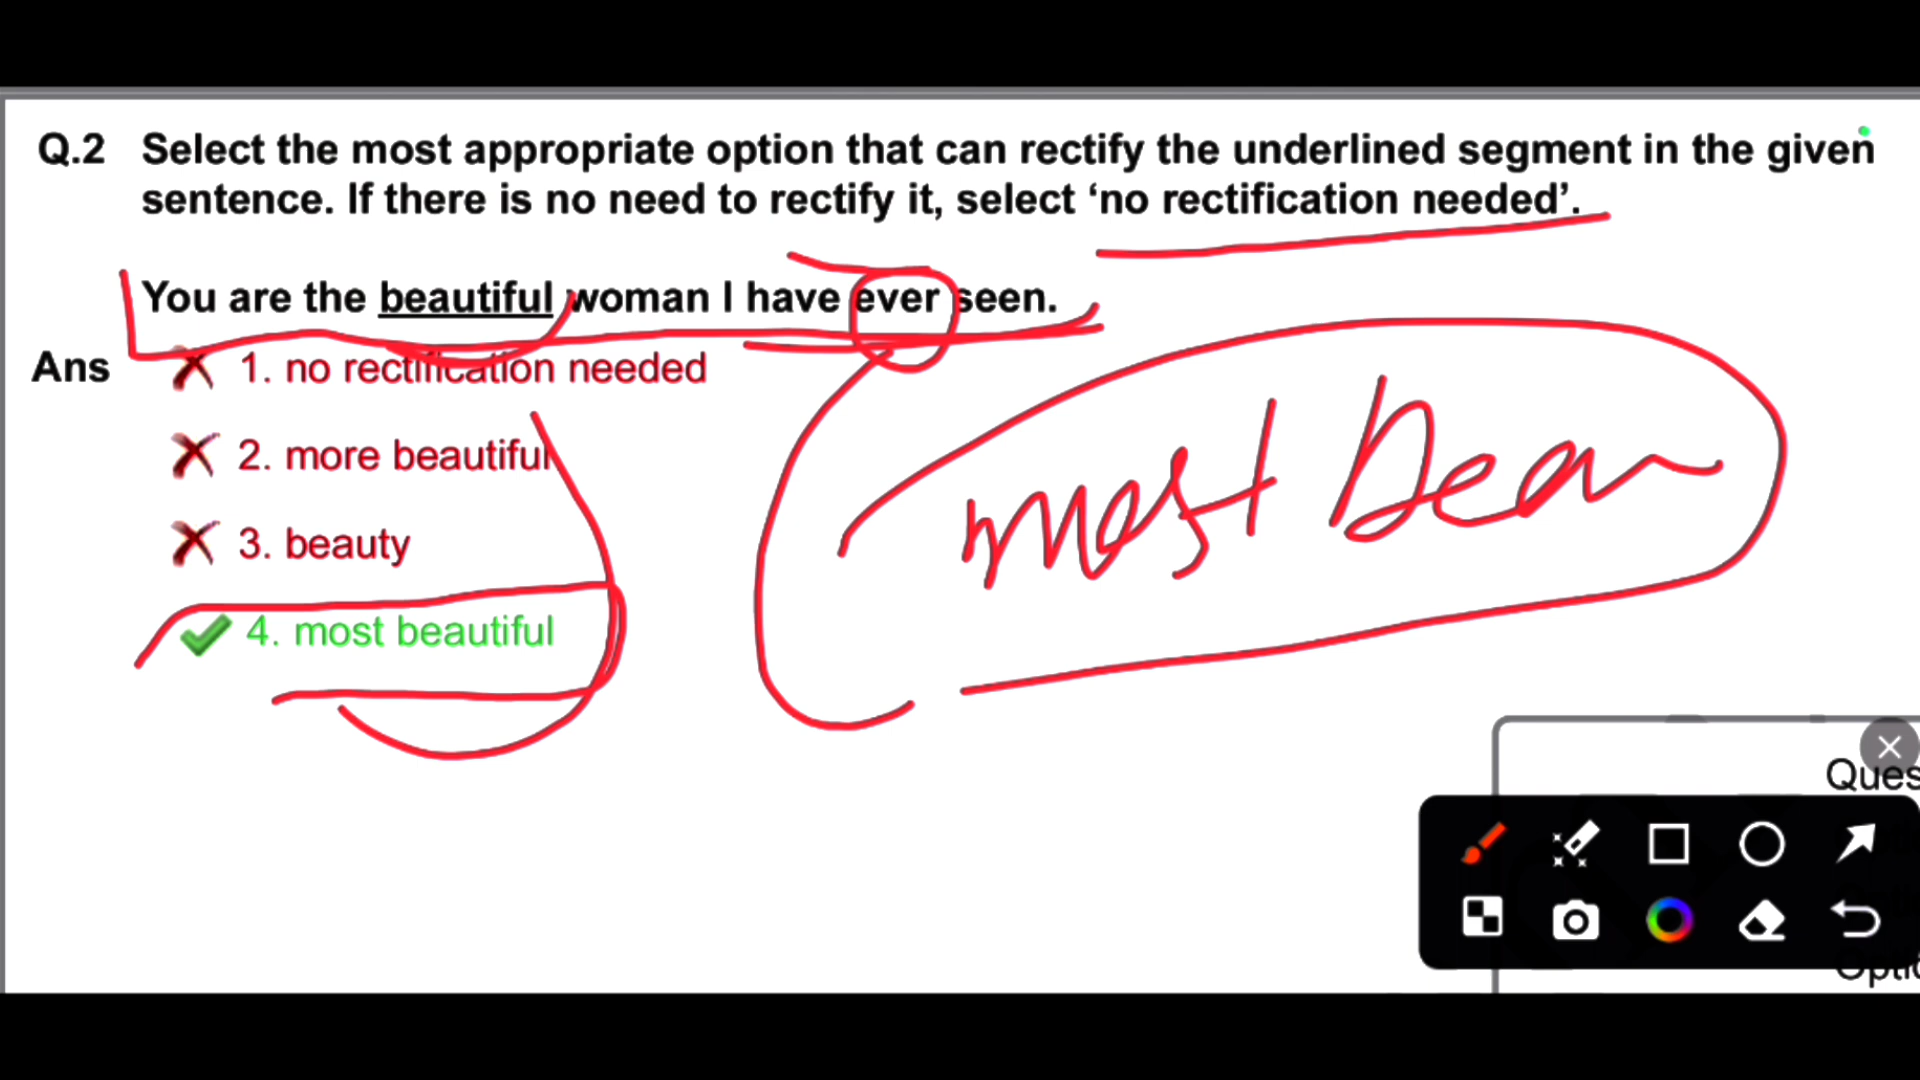 Q.2 Select the most appropriate option that can rectify the underlined segment in the given
sentence. If there is no need to rectify it, select ‘no rectification needed’.
You are the beautiful woman I have ever seen.
Ans 1. no rectification needed
2. more beautiful
3. beauty
4. most beautiful
most beau
Ques
Optio